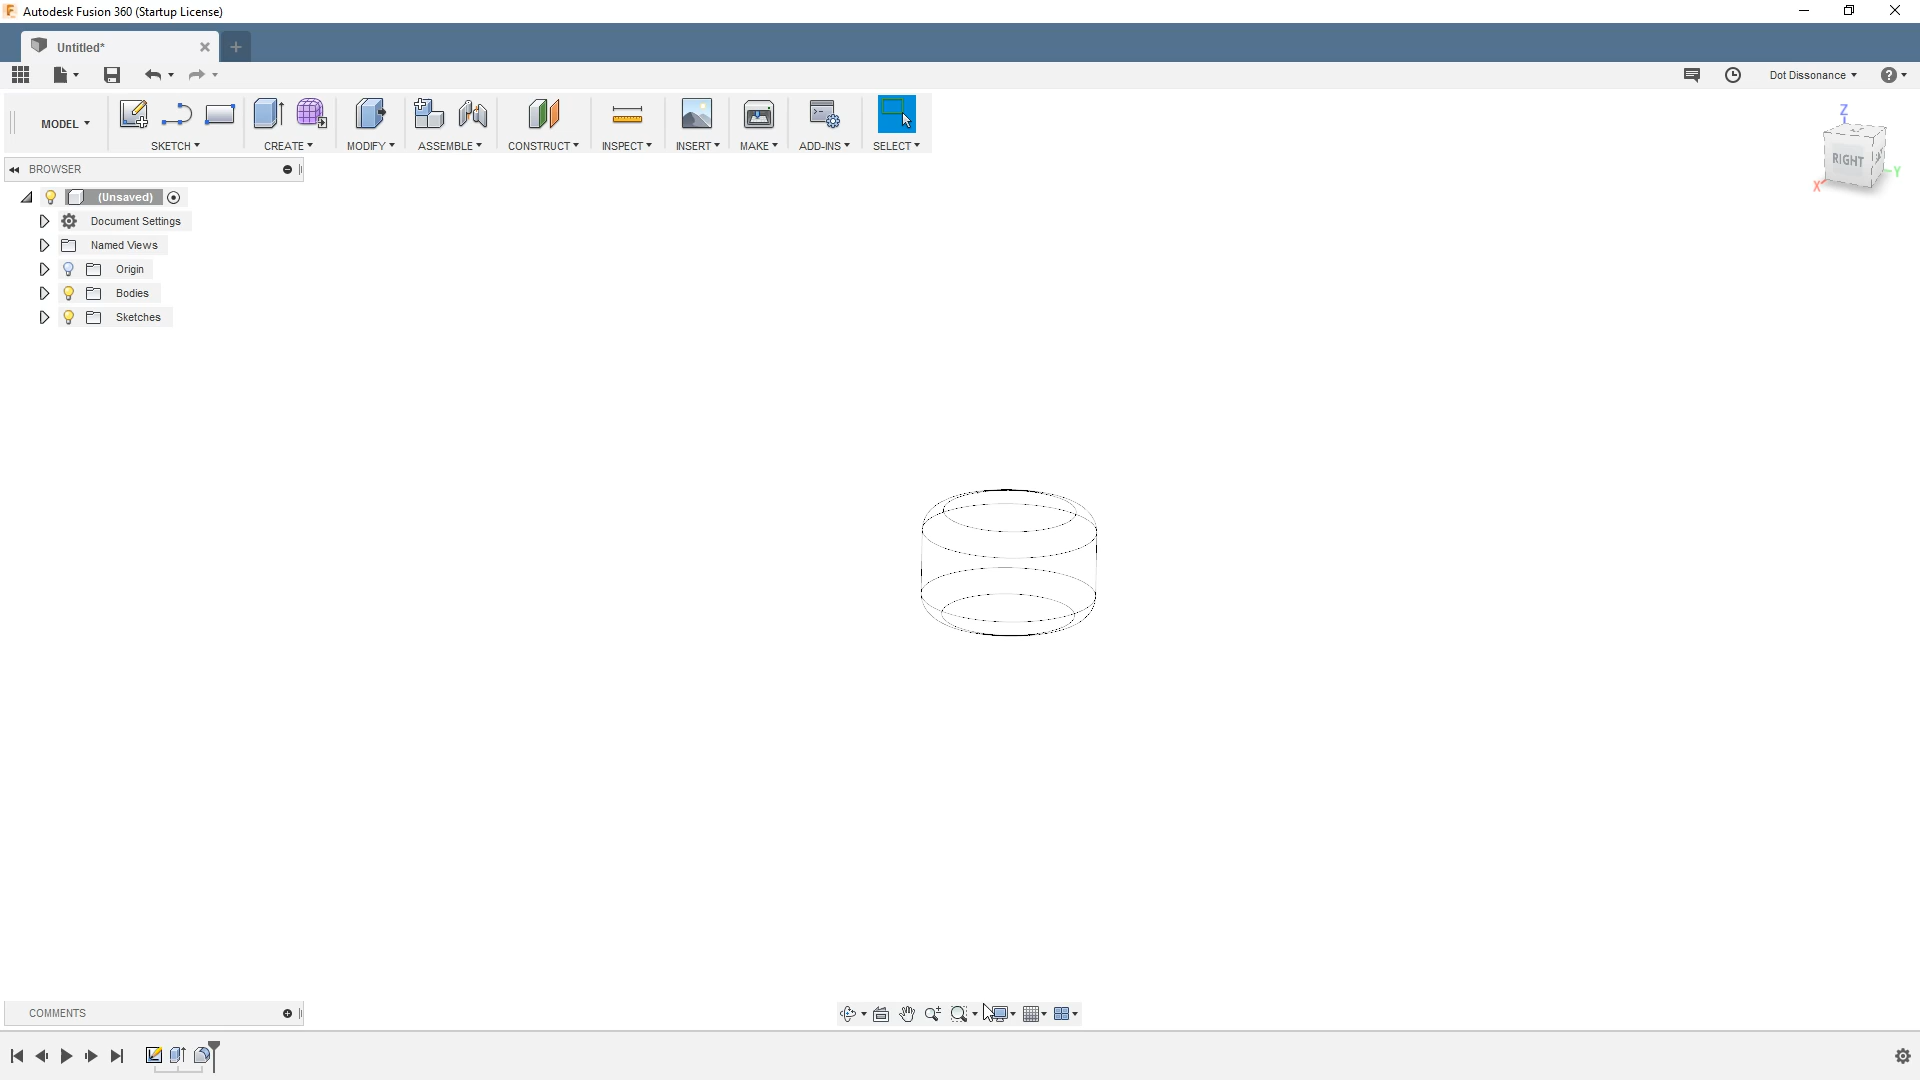 Autodesk Fusion 360 (Startup License)
Untitled*
Dot Dissonance
MODEL
SKETCH
CREATE
MODIFY
ASSEMBLE
CONSTRUCT
INSPECT
INSERT
MAKE
ADD-INS
SELECT
Z
RIGHT
Y
X
BROWSER
(Unsaved)
Document Settings
Named Views
Origin
Bodies
Sketches
COMMENTS